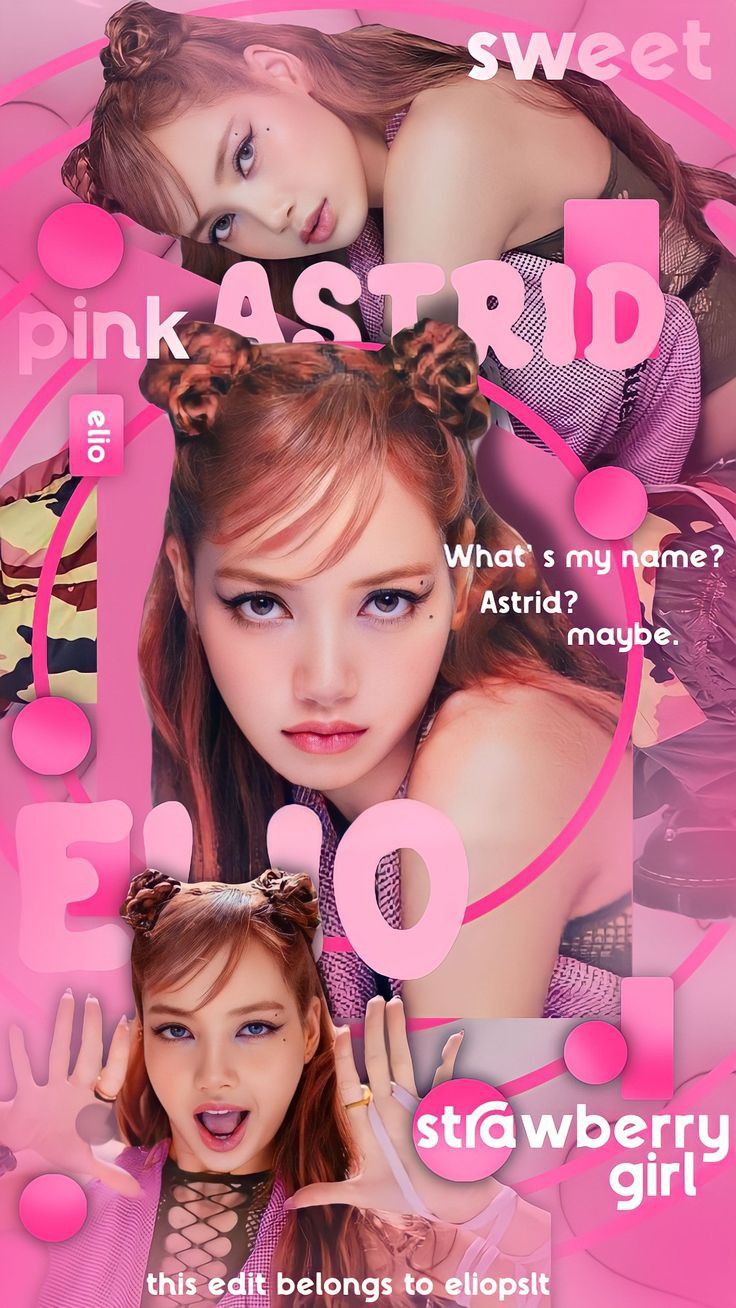 sweet
pink
ASTRID
elio
What' s my name?
Astrid?
maybe.
ELIO
strawberry
girl
this edit belongs to eliopslt